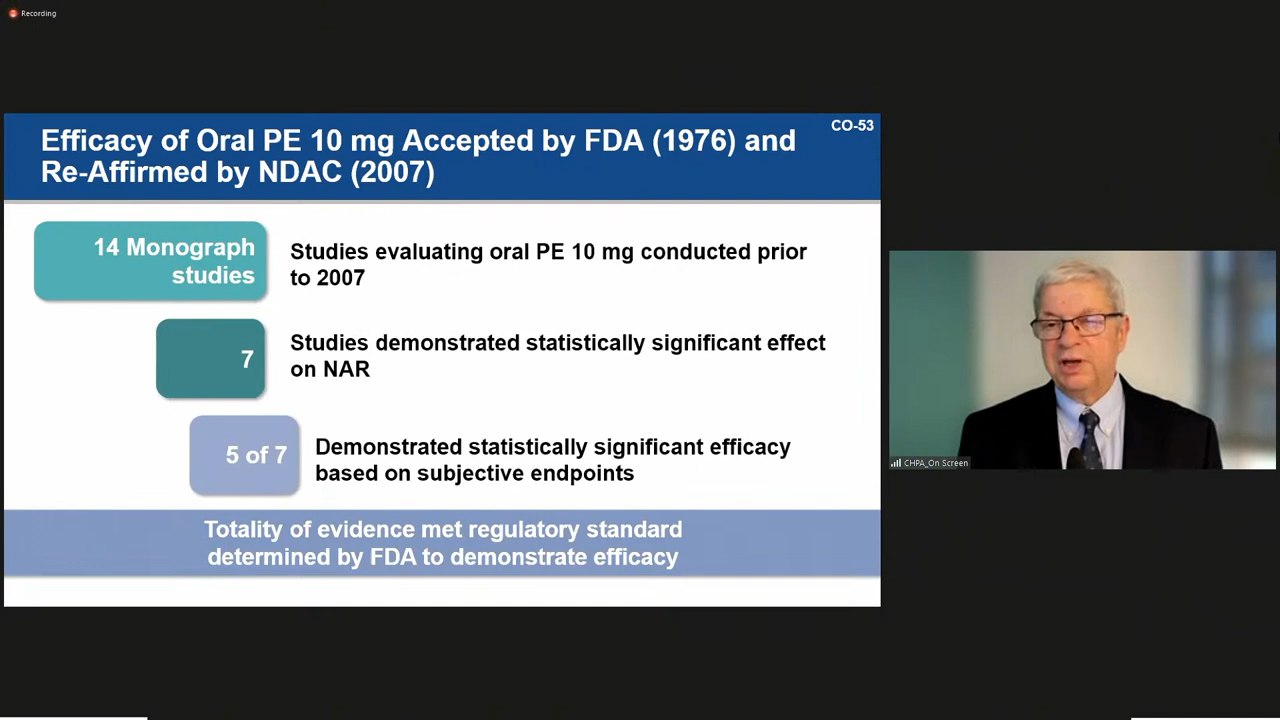 Recording
CO-53
Efficacy of Oral PE 10 mg Accepted by FDA (1976) and
Re-Affirmed by NDAC (2007)
14 Monograph
studies
Studies evaluating oral PE 10 mg conducted prior
to 2007
7
Studies demonstrated statistically significant effect
on NAR
5 of 7
Demonstrated statistically significant efficacy
based on subjective endpoints
Totality of evidence met regulatory standard
determined by FDA to demonstrate efficacy
CHPA_On Screen